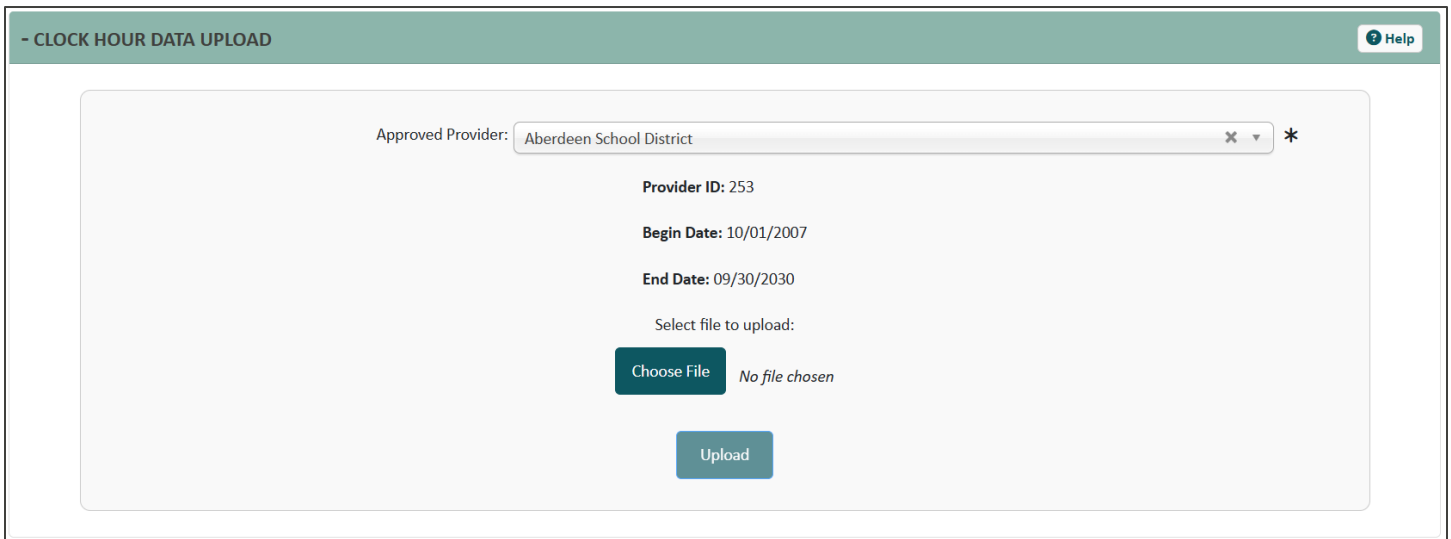 - CLOCK HOUR DATA UPLOAD
? Help
Approved Provider: Aberdeen School District *
Provider ID: 253
Begin Date: 10/01/2007
End Date: 09/30/2030
Select file to upload:
Choose File No file chosen
Upload